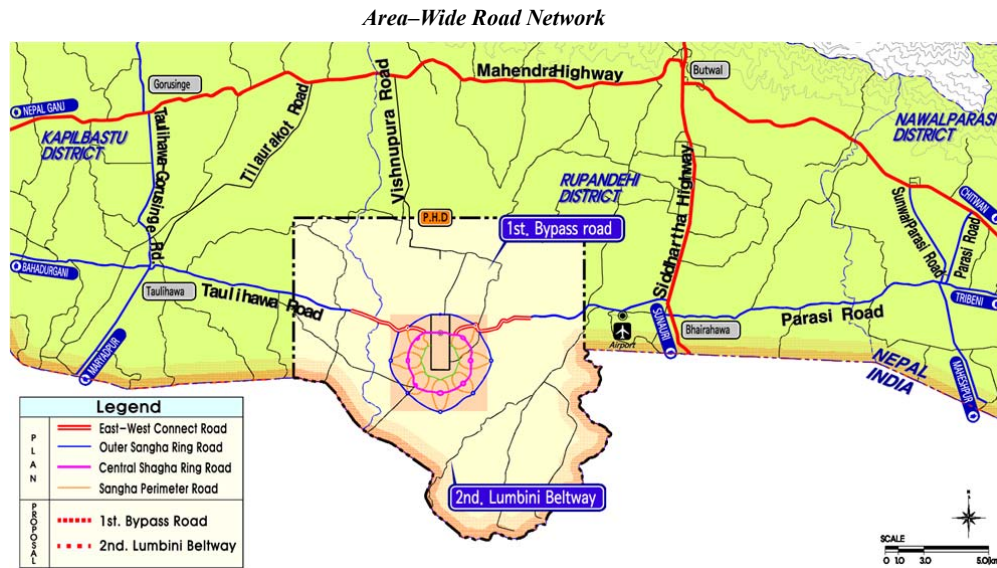 Area–Wide Road Network
Gorusinge
Mahendra Highway
Butwal
NEPAL GANJ
KAPILBASTU
DISTRICT
Taulihawa Gorusinge Rd
Tilaurakot Road
Vishnupura Road
NAWALPARASI
DISTRICT
RUPANDEHI
DISTRICT
Siddhartha Highway
CHITWAN
Sunwal Parasi Road
Parasi Road
P.H.D
1st. Bypass road
BAHADURGANJ
Taulihawa
Taulihawa Road
TRIBENI
Parasi Road
SUNAURI
Bhairahawa
Airport
MARYADPUR
MAHESHPUR
NEPAL
INDIA
Legend
PLAN
East-West Connect Road
Outer Sangha Ring Road
Central Shagha Ring Road
Sangha Perimeter Road
PROPOSAL
1st. Bypass Road
2nd. Lumbini Beltway
2nd. Lumbini Beltway
N
SCALE
0 1.0 3.0 5.0km